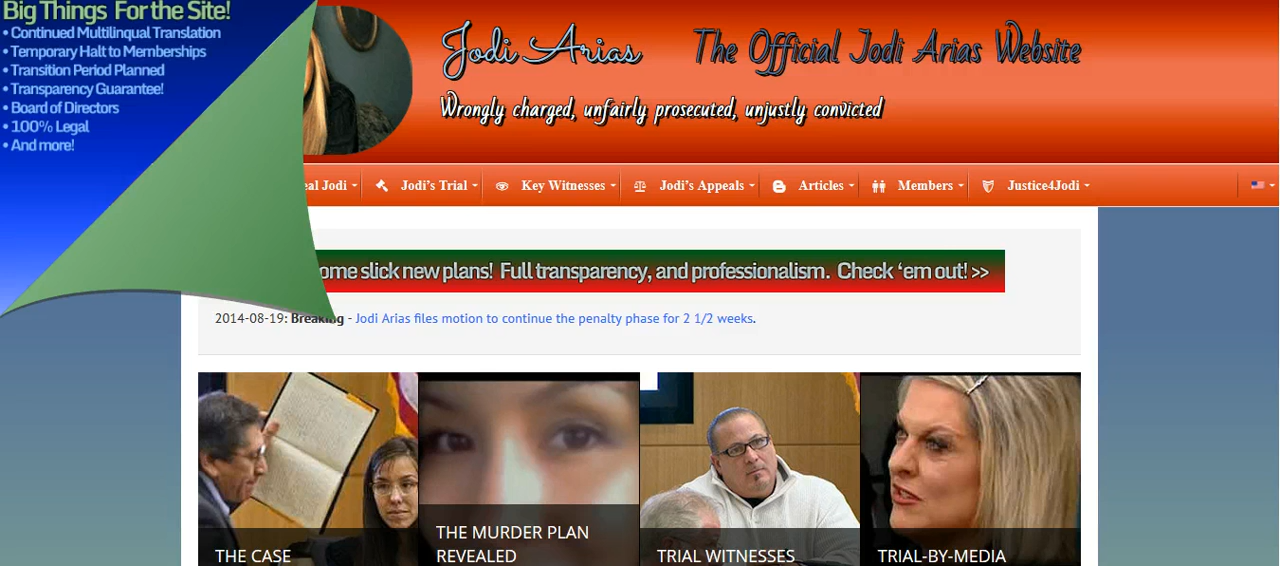 Big Things For the Site!
• Continued Multilinqual Translation
• Temporary Halt to Memberships
• Transition Period Planned
• Transparency Guarantee!
• Board of Directors
• 100% Legal
• And more!
Jodi Arias
The Official Jodi Arias Website
Wrongly charged, unfairly prosecuted, unjustly convicted
Jodi
Jodi's Trial
Key Witnesses
Jodi's Appeals
Articles
Members
Justice4Jodi
slick new plans! Full transparency, and professionalism. Check 'em out! >>
2014-08-19: Breaking - Jodi Arias files motion to continue the penalty phase for 2 1/2 weeks.
THE CASE
THE MURDER PLAN
REVEALED
TRIAL WITNESSES
TRIAL-BY-MEDIA